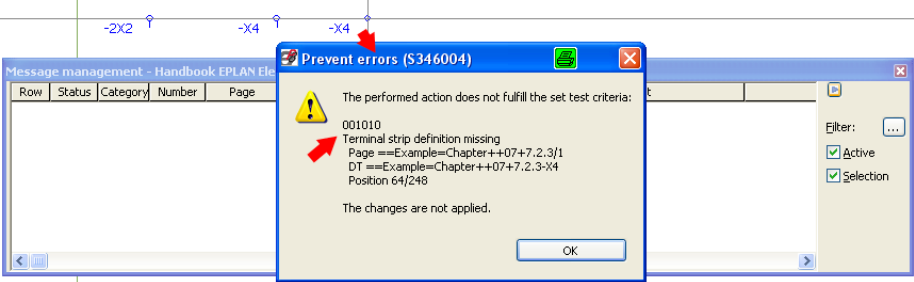 -2X2
-X4
-X4
Prevent errors (S346004)
Message management - Handbook EPLAN Ele
Row Status Category Number Page
t
The performed action does not fulfill the set test criteria:
001010
Terminal strip definition missing
Page ==Example=Chapter++07+7.2.3/1
DT ==Example=Chapter++07+7.2.3-X4
Position 64/248
The changes are not applied.
OK
Filter: ...
Active
Selection